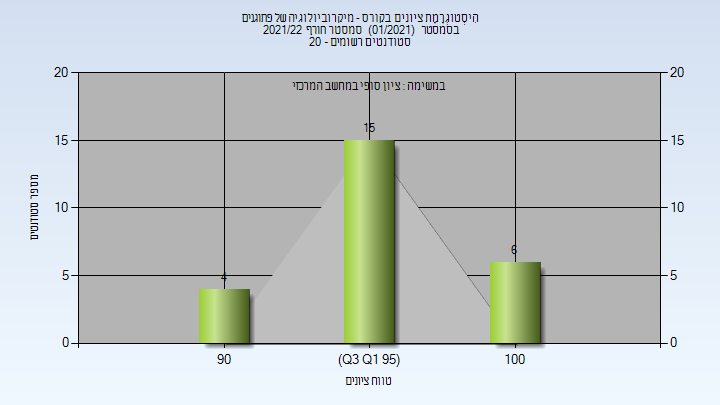 הִיסְטוֹגְרָמַת ציונים בקורס - מיקרוביולוגיה של פתוגנים
בסמסטר (01/2021) סמסטר חורף 2021/22
סטודנטים רשומים - 20
במשימה : ציון סופי במחשב המרכזי
מספר סטודנטים
20
15
10
5
0
20
15
10
5
0
4
15
6
90
(Q3 Q1 95)
100
טווח ציונים